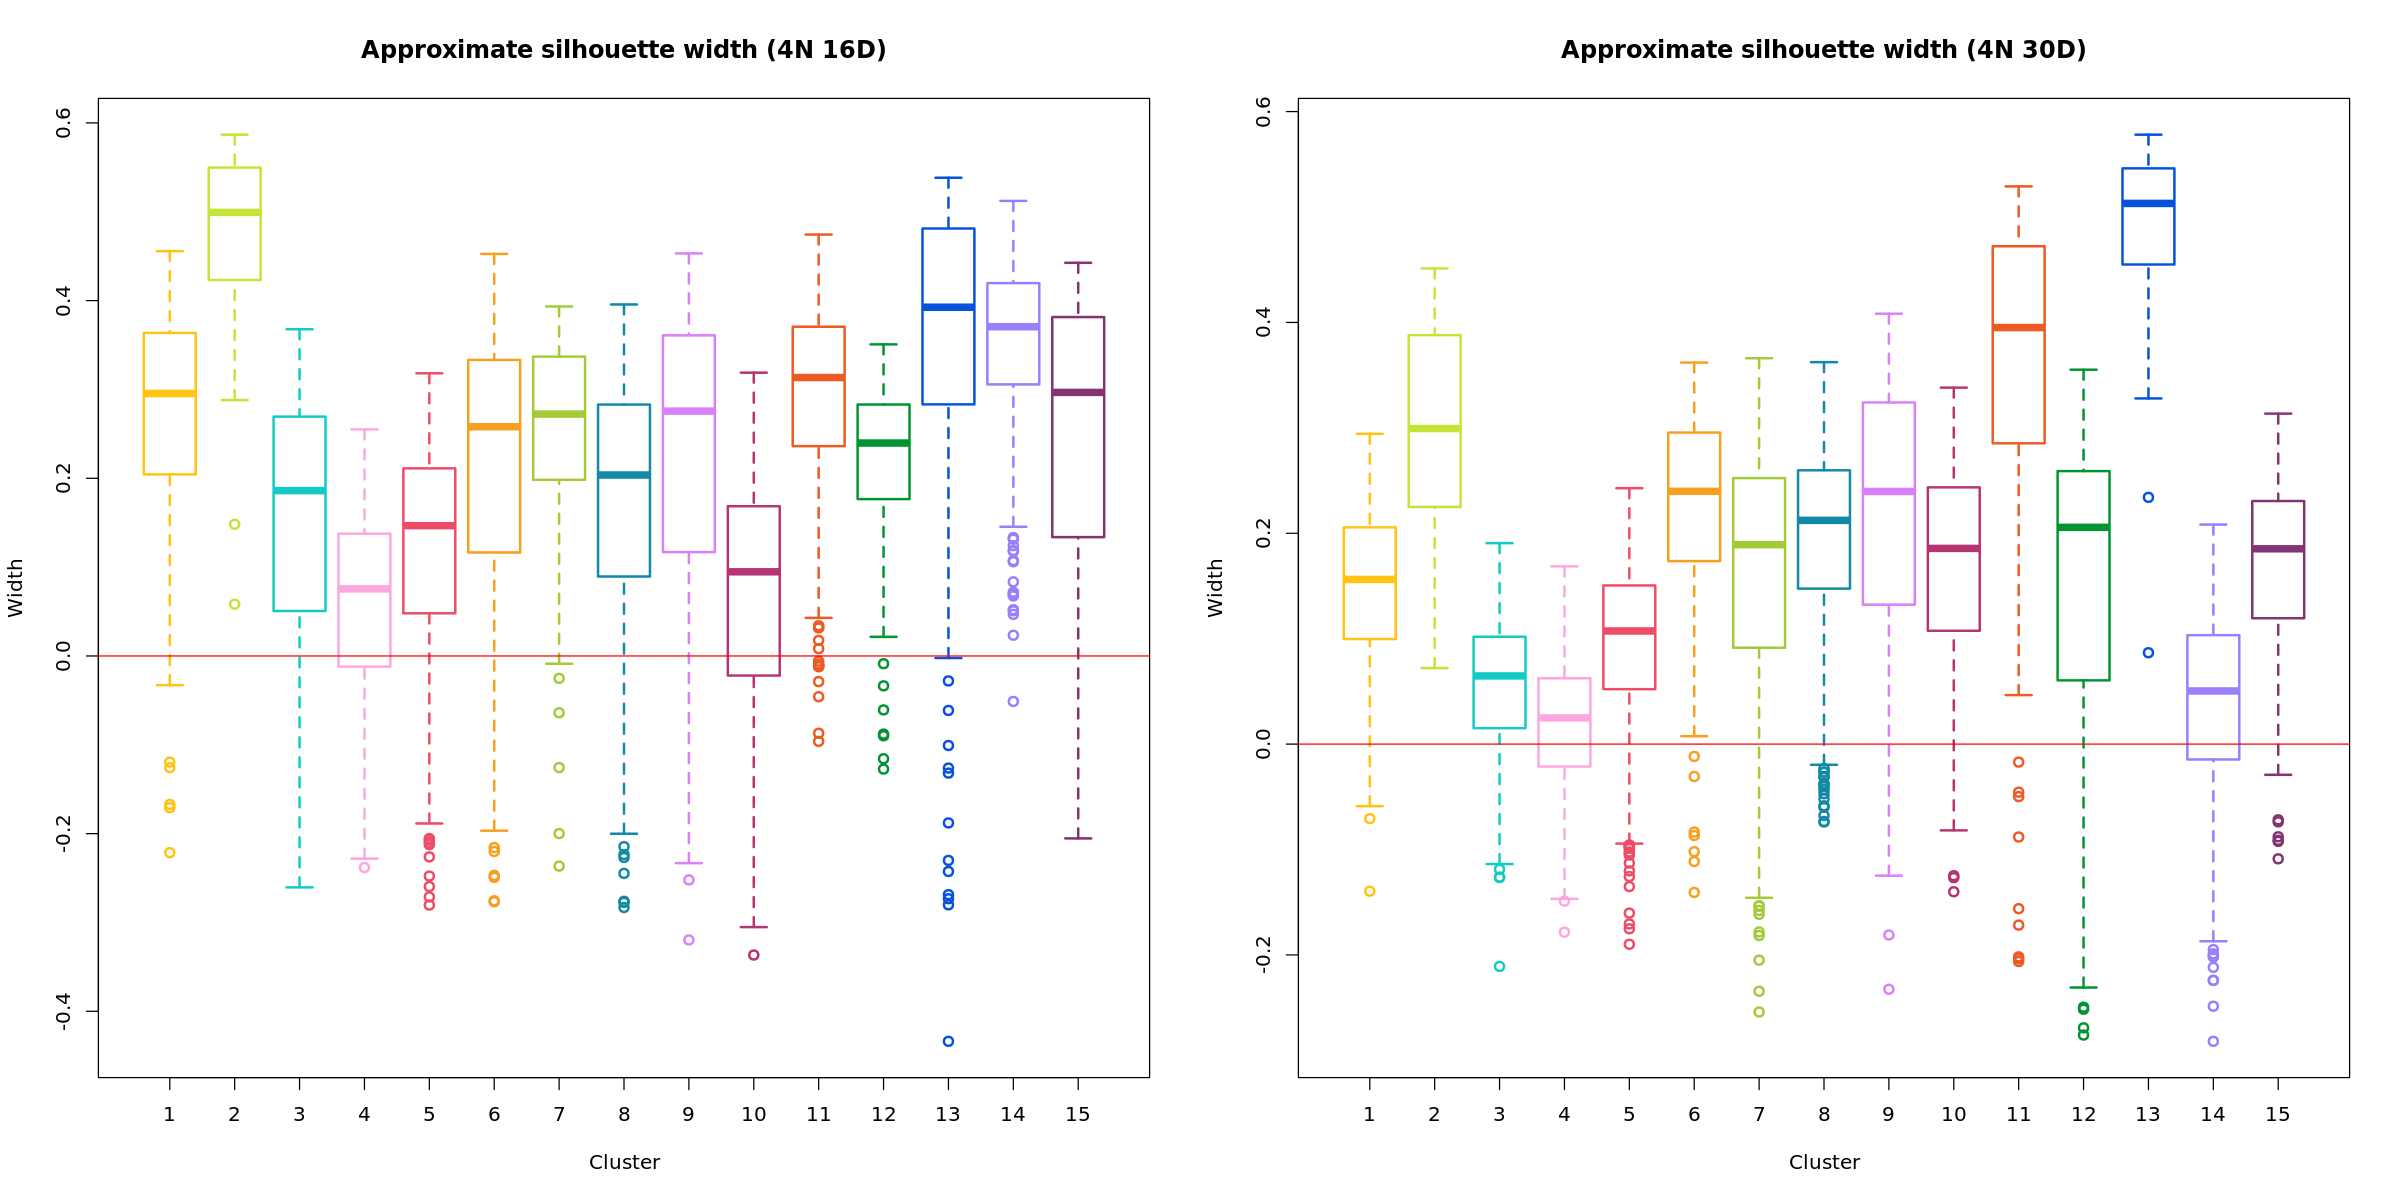 Approximate silhouette width (4N 16D)
Width
0.6
0.4
0.2
0.0
-0.2
-0.4
1 2 3 4 5 6 7 8 9 10 11 12 13 14 15
Cluster
Approximate silhouette width (4N 30D)
Width
0.6
0.4
0.2
0.0
-0.2
1 2 3 4 5 6 7 8 9 10 11 12 13 14 15
Cluster